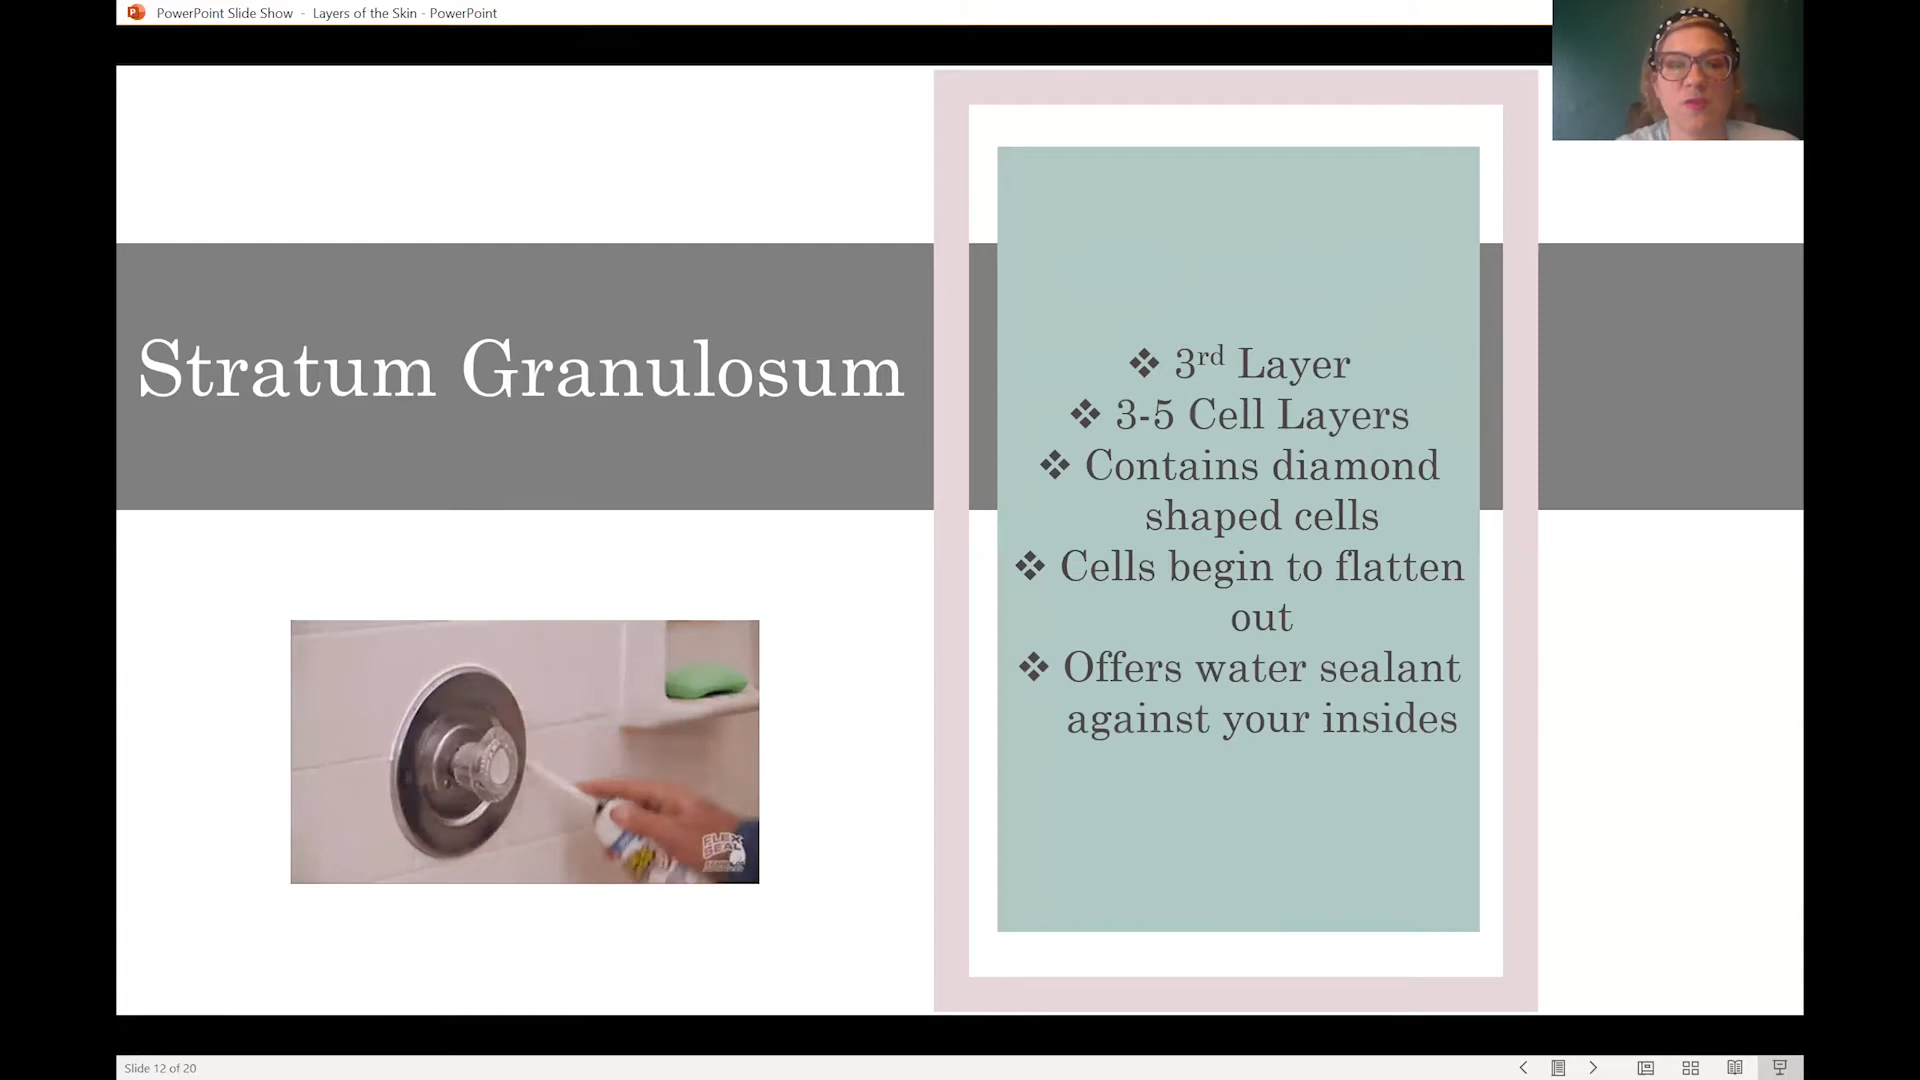 PowerPoint Slide Show - Layers of the Skin - PowerPoint
Stratum Granulosum
❖ 3rd Layer
❖ 3-5 Cell Layers
❖ Contains diamond
shaped cells
❖ Cells begin to flatten
out
❖ Offers water sealant
against your insides
FLEX
SEAL
Slide 12 of 20